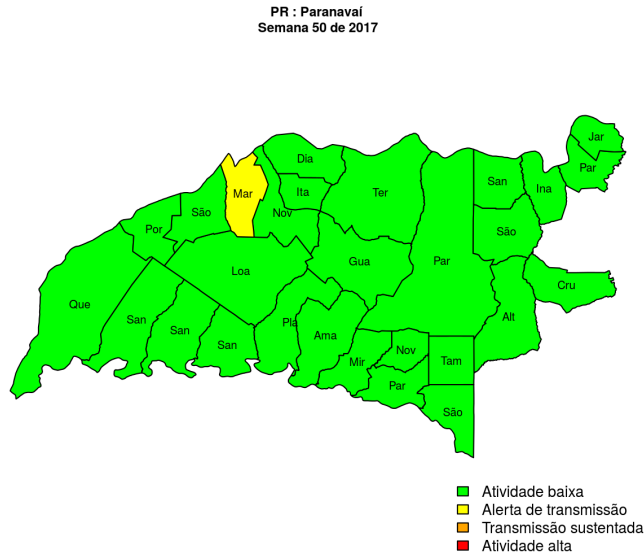 PR : Paranavaí
Semana 50 de 2017
Jar
Dia
Par
Ita
Mar
Ter
San
Ina
São
Nov
Por
São
Par
Gua
Loa
Cru
Que
San
San
Pla
Ama
Alt
San
Nov
Mir
Tam
Par
São
Atividade baixa
Alerta de transmissão
Transmissão sustentada
Atividade alta